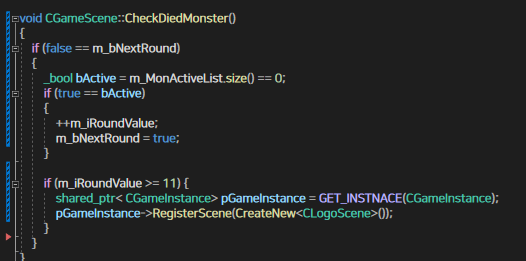 void CGameScene::CheckDiedMonster()
{
if (false == m_bNextRound)
{
_bool bActive = m_MonActiveList.size() == 0;
if (true == bActive)
{
++m_iRoundValue;
m_bNextRound = true;
}
if (m_iRoundValue >= 11) {
shared_ptr< CGameInstance> pGameInstance = GET_INSTNACE(CGameInstance);
pGameInstance->RegisterScene(CreateNew<CLogoScene>());
}
}
}